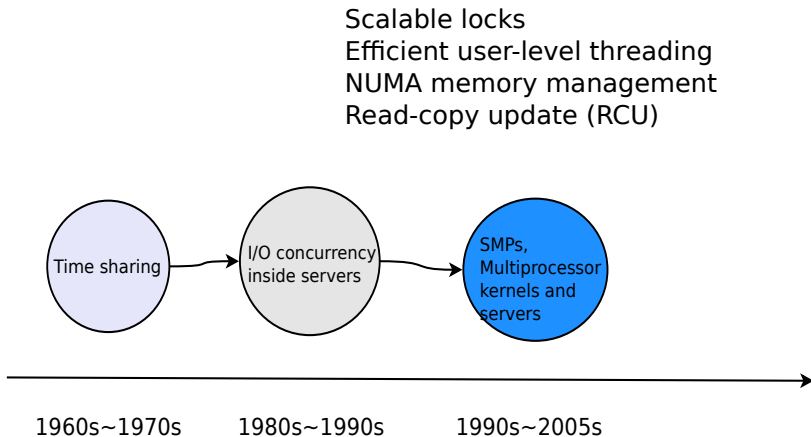 Scalable locks
Efficient user-level threading
NUMA memory management
Read-copy update (RCU)
Time sharing
I/O concurrency
inside servers
SMPs,
Multiprocessor
kernels and
servers
1960s~1970s
1980s~1990s
1990s~2005s